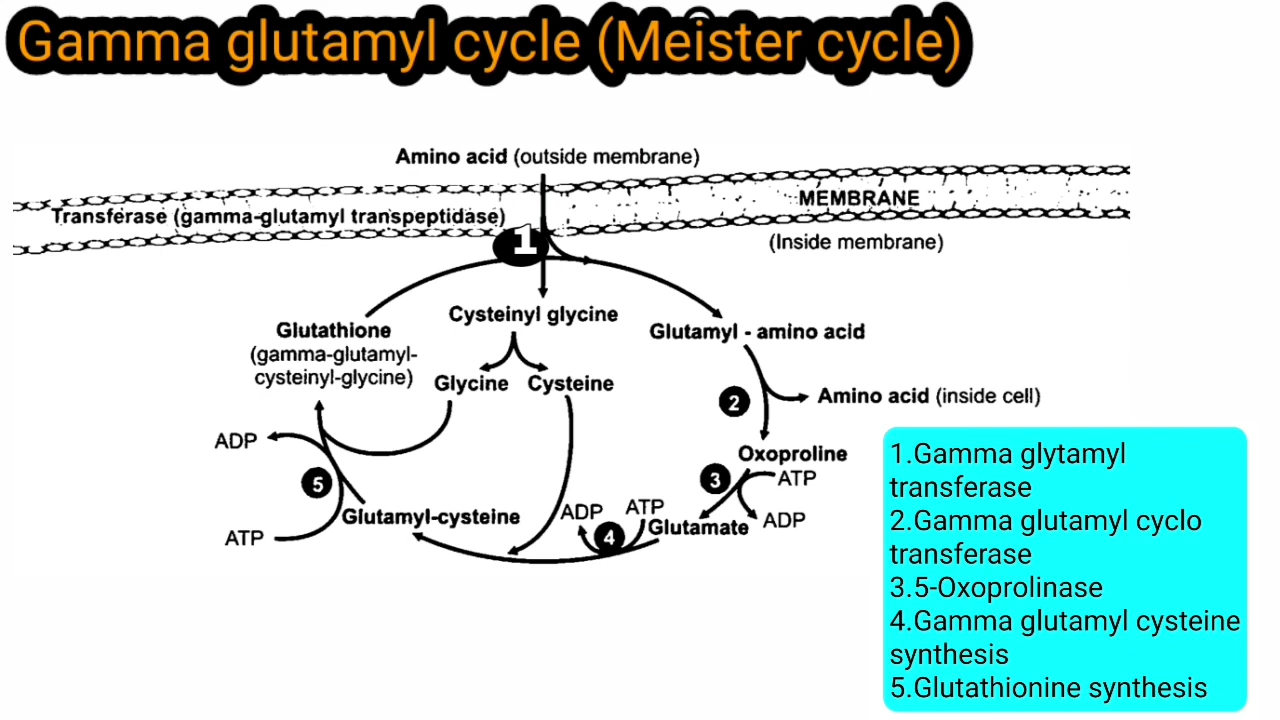 Gamma glutamyl cycle (Meister cycle)
Amino acid (outside membrane)
Transferase (gamma-glutamyl transpeptidase)
MEMBRANE
(Inside membrane)
1
Cysteinyl glycine
Glutathione
(gamma-glutamyl-
cysteinyl-glycine)
Glutamyl - amino acid
Glycine
Cysteine
2
Amino acid (inside cell)
ADP
5
ATP
Glutamyl-cysteine
Oxoproline
3
ATP
ADP
ADP
ATP
4
Glutamate
1.Gamma glytamyl
transferase
2.Gamma glutamyl cyclo
transferase
3.5-Oxoprolinase
4.Gamma glutamyl cysteine
synthesis
5.Glutathionine synthesis